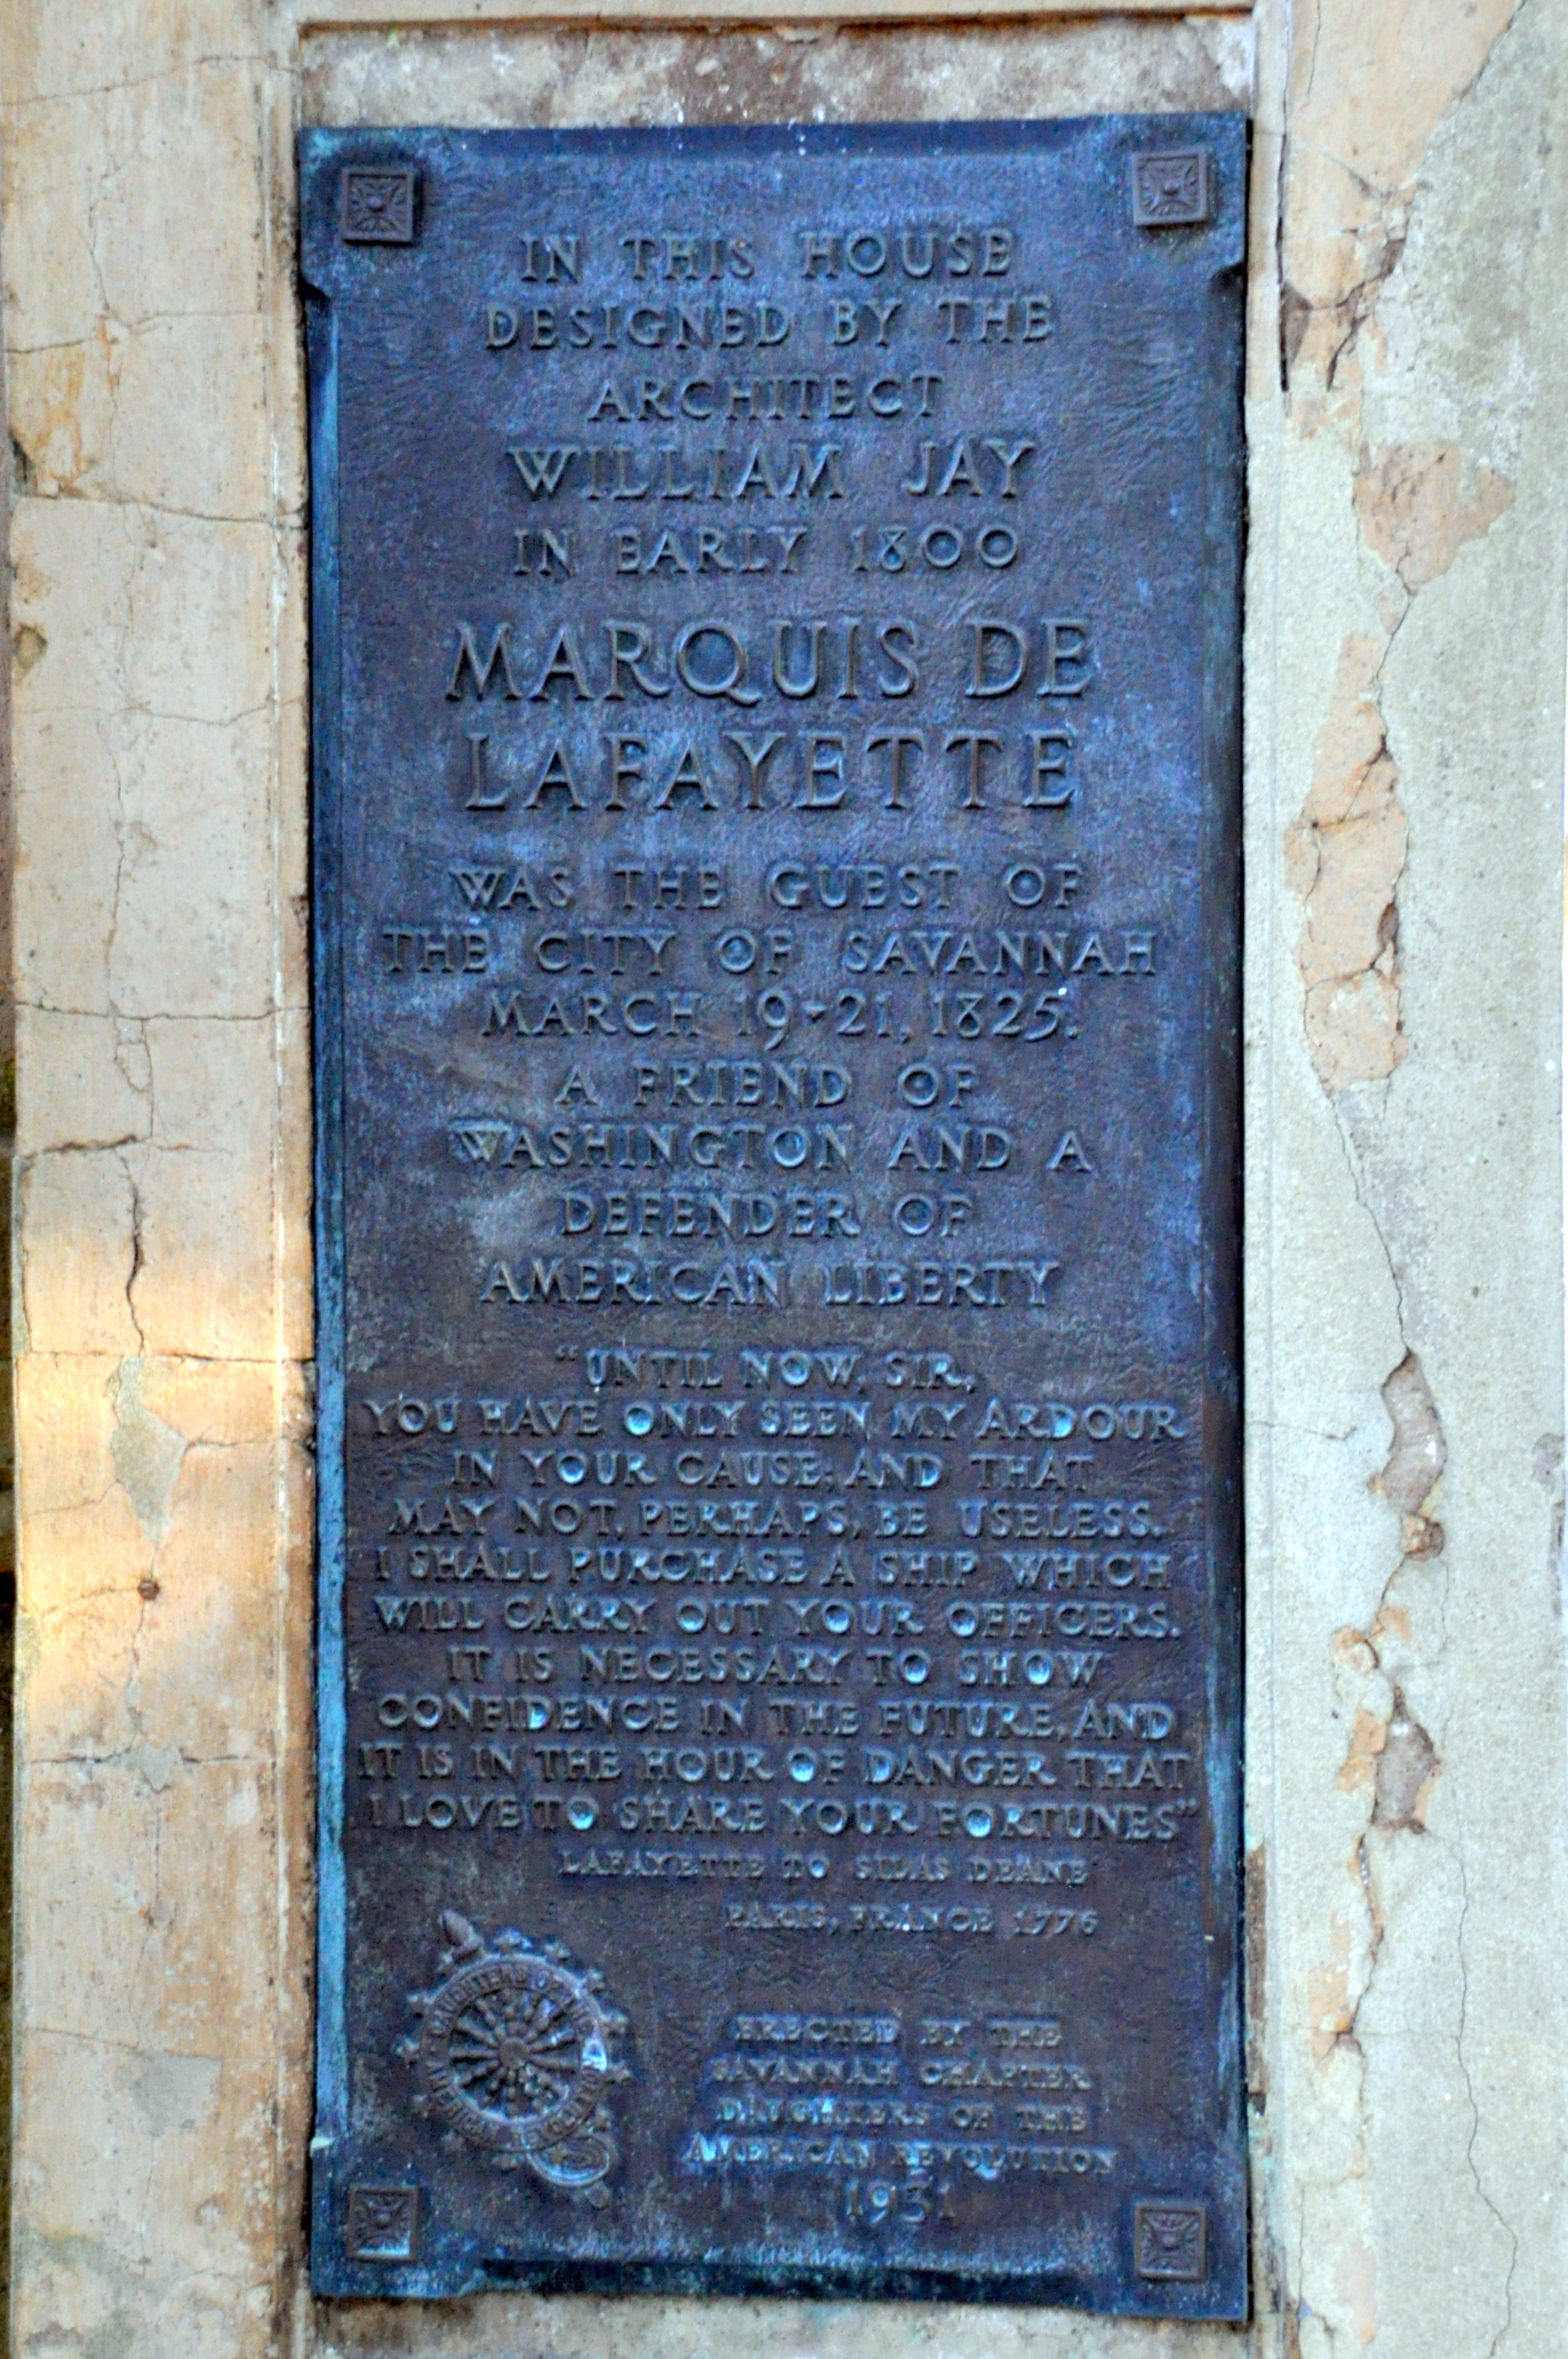 IN THIS HOUSE
DESIGNED BY THE
ARCHITECT
WILLIAM JAY
IN EARLY 1800
MARQUIS DE
LAFAYETTE
WAS THE GUEST OF
THE CITY OF SAVANNAH
MARCH 19-21, 1825.
A FRIEND OF
WASHINGTON AND A
DEFENDER OF
AMERICAN LIBERTY
"UNTIL NOW, SIR,
YOU HAVE ONLY SEEN MY ARDOUR
IN YOUR CAUSE; AND THAT
MAY NOT, PERHAPS, BE USELESS.
I SHALL PURCHASE A SHIP WHICH
WILL CARRY OUT YOUR OFFICERS.
IT IS NECESSARY TO SHOW
CONFIDENCE IN THE FUTURE, AND
IT IS IN THE HOUR OF DANGER THAT
I LOVE TO SHARE YOUR FORTUNES"
LAFAYETTE TO SILAS DEANE
PARIS, FRANCE 1776
DAUGHTERS OF THE AMERICAN REVOLUTION
ERECTED BY THE
SAVANNAH CHAPTER
DAUGHTERS OF THE
AMERICAN REVOLUTION
1931